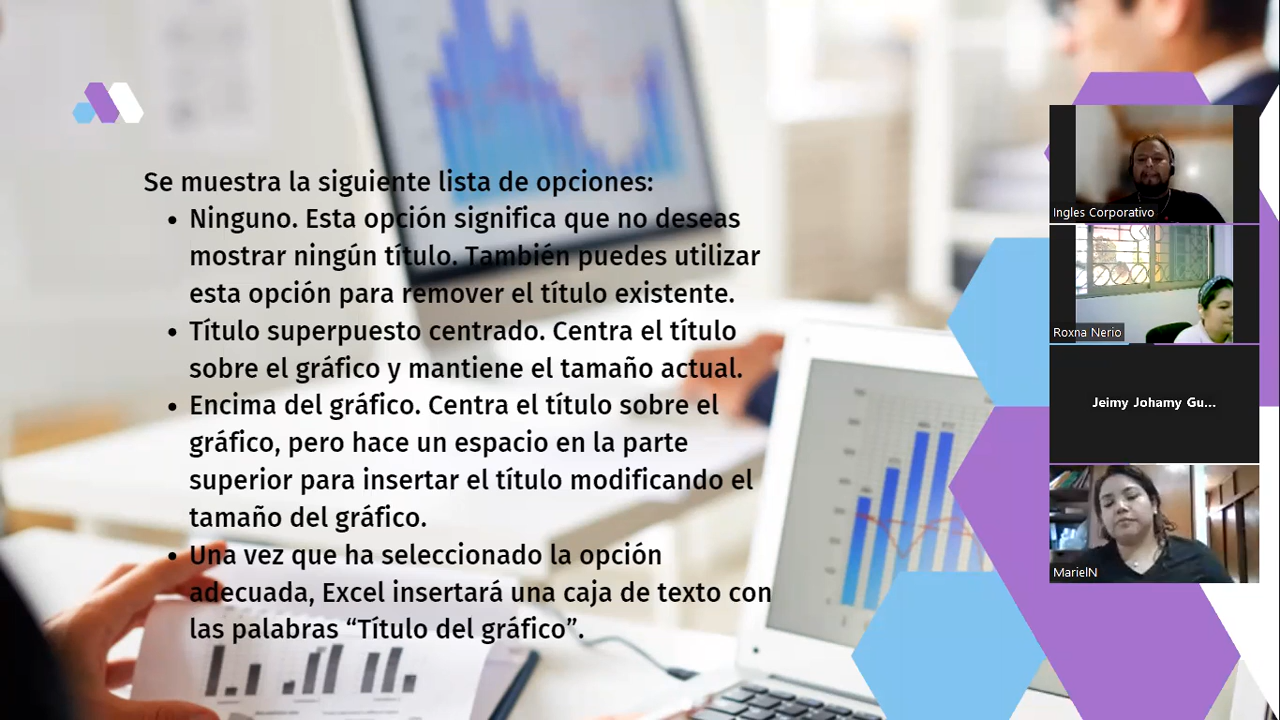 Se muestra la siguiente lista de opciones:
• Ninguno. Esta opción significa que no deseas
mostrar ningún título. También puedes utilizar
esta opción para remover el título existente.
• Título superpuesto centrado. Centra el título
sobre el gráfico y mantiene el tamaño actual.
• Encima del gráfico. Centra el título sobre el
gráfico, pero hace un espacio en la parte
superior para insertar el título modificando el
tamaño del gráfico.
• Una vez que ha seleccionado la opción
adecuada, Excel insertará una caja de texto con
las palabras “Título del gráfico”.
Ingles Corporativo
Roxna Nerio
Jeimy Johamy Gu...
MarielN